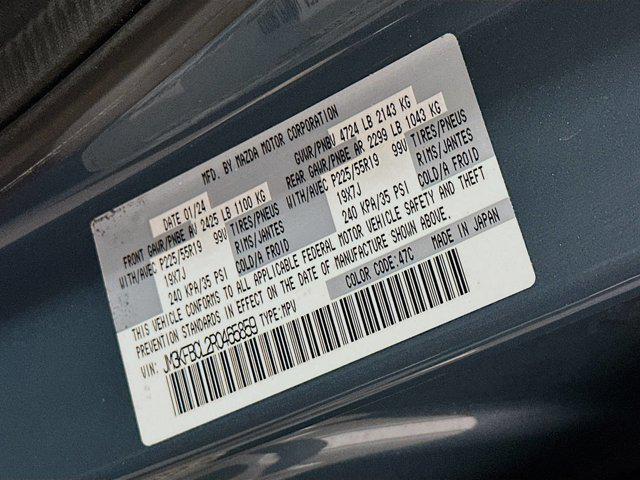 MFD. BY MAZDA MOTOR CORPORATION
DATE 01/24 GVWR/PNBV 4724 LB 2143 KG
FRONT GAWR/PNBE AV 2425 LB 1100 KG REAR GAWR/PNBE AR 2299 LB 1043 KG
WITH/AVEC P225/55R19 99V TIRES/PNEUS WITH/AVEC P225/55R19 99V TIRES/PNEUS
19X7J RIMS/JANTES 19X7J RIMS/JANTES
240 KPA/35 PSI COLD/A FROID 240 KPA/35 PSI COLD/A FROID
THIS VEHICLE CONFORMS TO ALL APPLICABLE FEDERAL MOTOR VEHICLE SAFETY AND THEFT
PREVENTION STANDARDS IN EFFECT ON THE DATE OF MANUFACTURE SHOWN ABOVE.
COLOR CODE:47C MADE IN JAPAN
VIN: JM3KFBCL2R0455859 TYPE:MPV